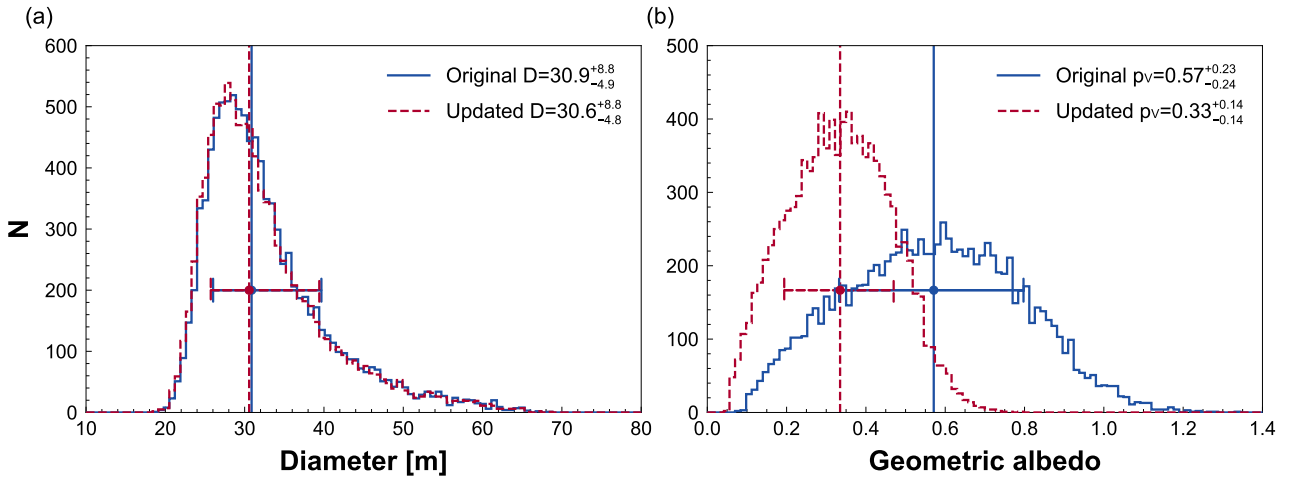 (a)
600
500
400
300
200
100
0
N
10 20 30 40 50 60 70 80
Diameter [m]
Original D=30.9+8.8−4.9
Updated D=30.6+8.8−4.8
(b)
500
400
300
200
100
0
0.0 0.2 0.4 0.6 0.8 1.0 1.2 1.4
Geometric albedo
Original pv=0.57+0.23−0.24
Updated pv=0.33+0.14−0.14